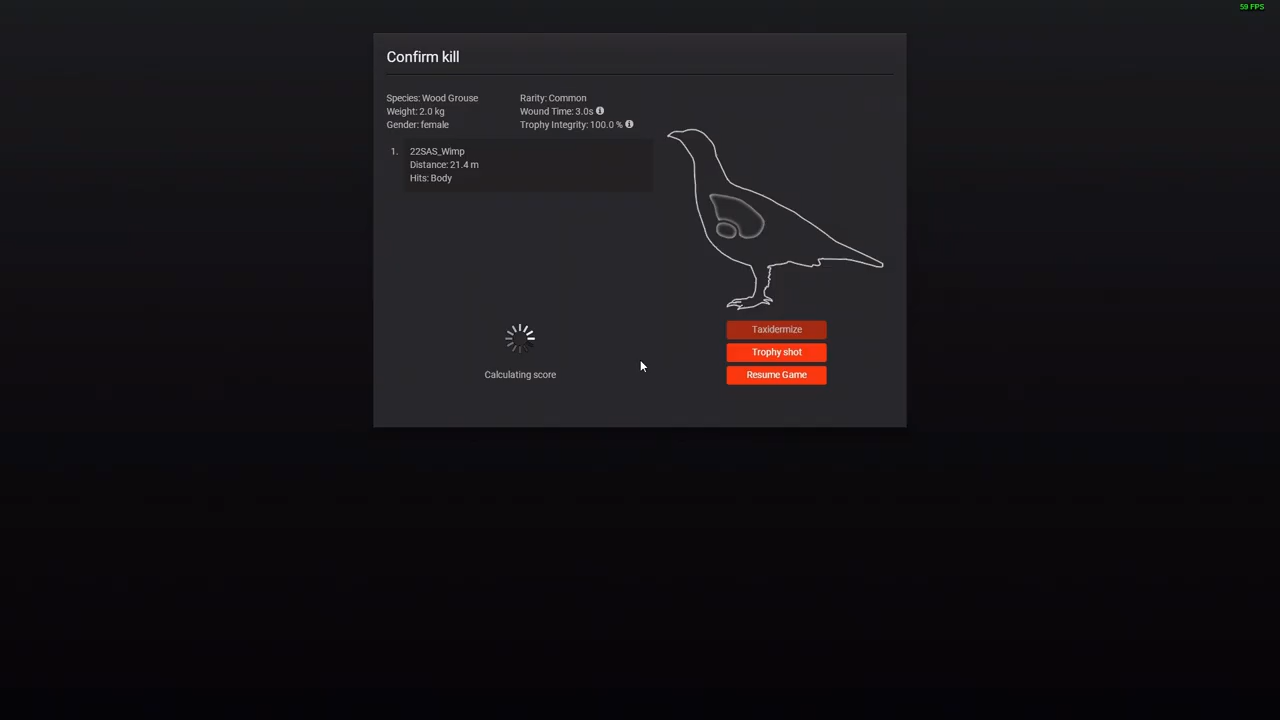 59 FPS
Confirm kill
Species: Wood Grouse
Weight: 2.0 kg
Gender: female
Rarity: Common
Wound Time: 3.0s
Trophy Integrity: 100.0 %
1. 22SAS_Wimp
Distance: 21.4 m
Hits: Body
Calculating score
Taxidermize
Trophy shot
Resume Game